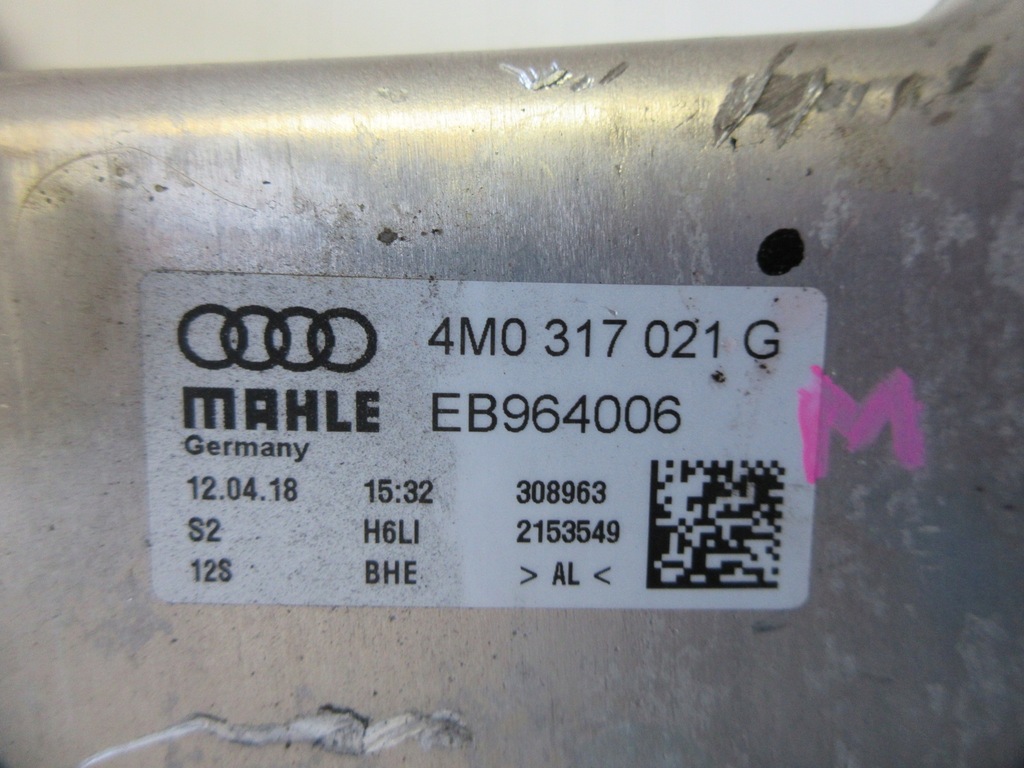 4M0 317 021 G
MAHLE EB964006
Germany
12.04.18 15:32 308963
S2 H6LI 2153549
12S BHE > AL <
M